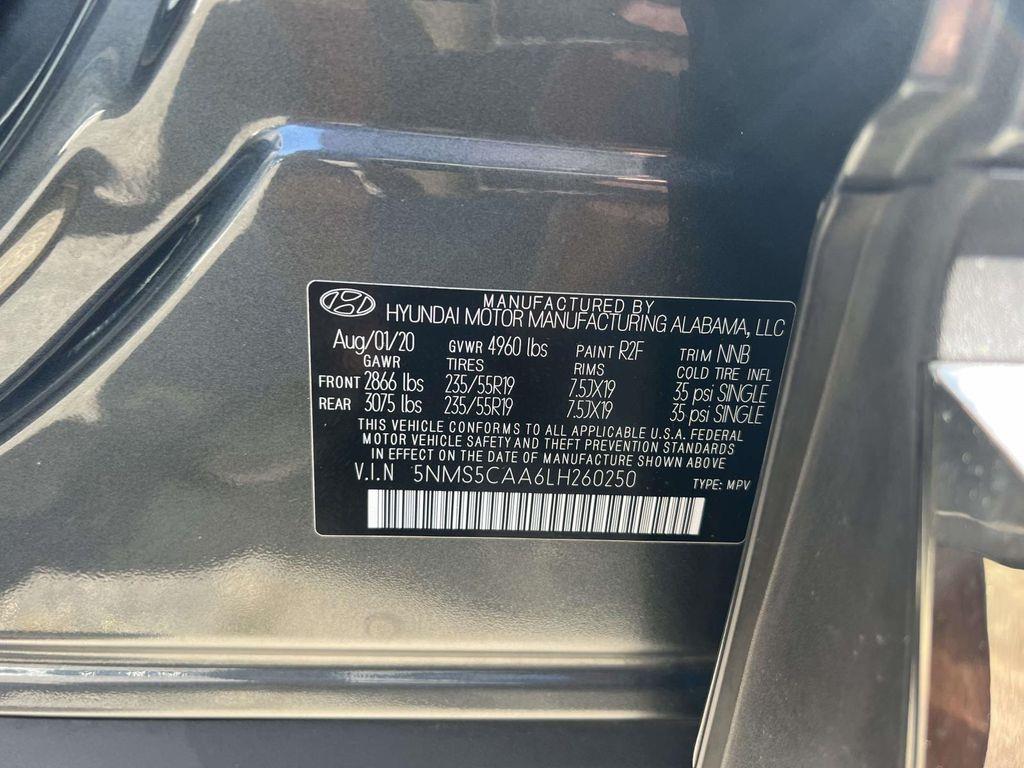 MANUFACTURED BY
HYUNDAI MOTOR MANUFACTURING ALABAMA, LLC
Aug/01/20 GVWR 4960 lbs PAINT R2F TRIM NNB
GAWR TIRES RIMS COLD TIRE INFL
FRONT 2866 lbs 235/55R19 7.5JX19 35 psi SINGLE
REAR 3075 lbs 235/55R19 7.5JX19 35 psi SINGLE
THIS VEHICLE CONFORMS TO ALL APPLICABLE U.S.A. FEDERAL
MOTOR VEHICLE SAFETY AND THEFT PREVENTION STANDARDS
IN EFFECT ON THE DATE OF MANUFACTURE SHOWN ABOVE
V.I.N 5NMS5CAA6LH260250 TYPE: MPV